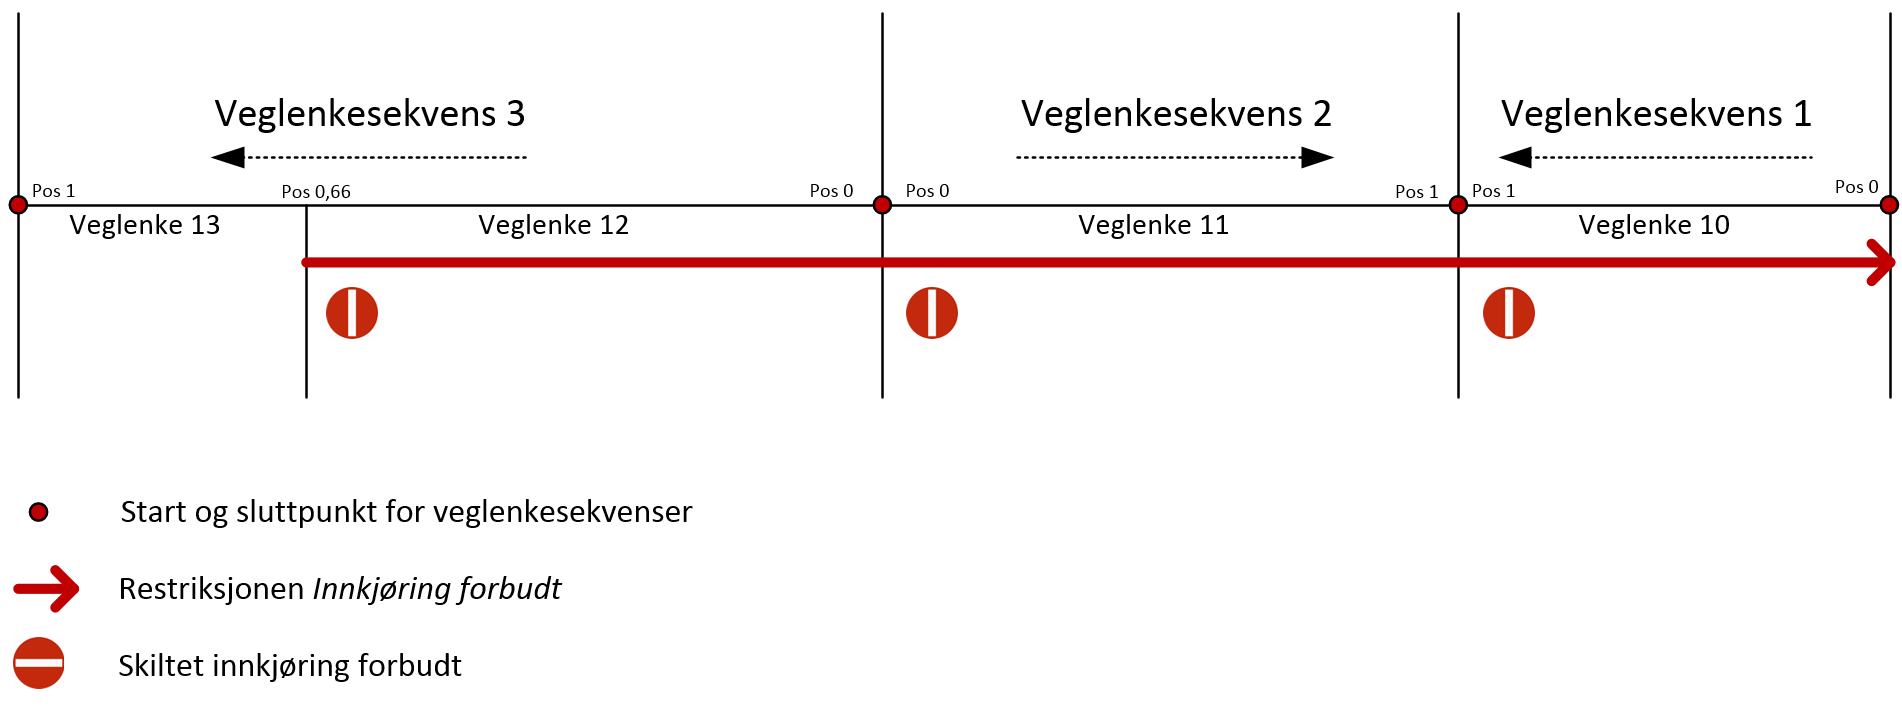 Veglenkesekvens 3
Veglenkesekvens 2
Veglenkesekvens 1
Pos 1
Pos 0,66
Pos 0
Pos 0
Pos 1
Pos 1
Pos 0
Veglenke 13
Veglenke 12
Veglenke 11
Veglenke 10
Start og sluttpunkt for veglenkesekvenser
Restriksjonen Innkjøring forbudt
Skiltet innkjøring forbudt